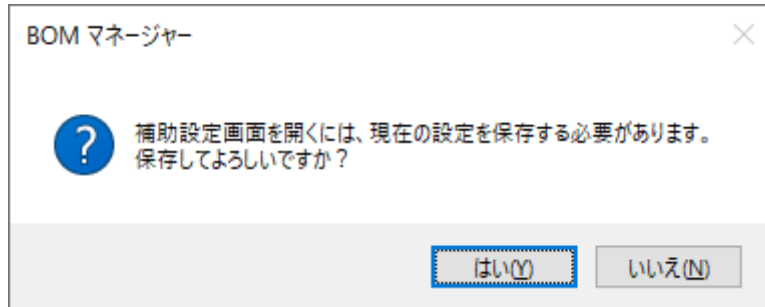 BOM マネージャー
補助設定画面を開くには、現在の設定を保存する必要があります。
保存してよろしいですか？
はい(Y)
いいえ(N)